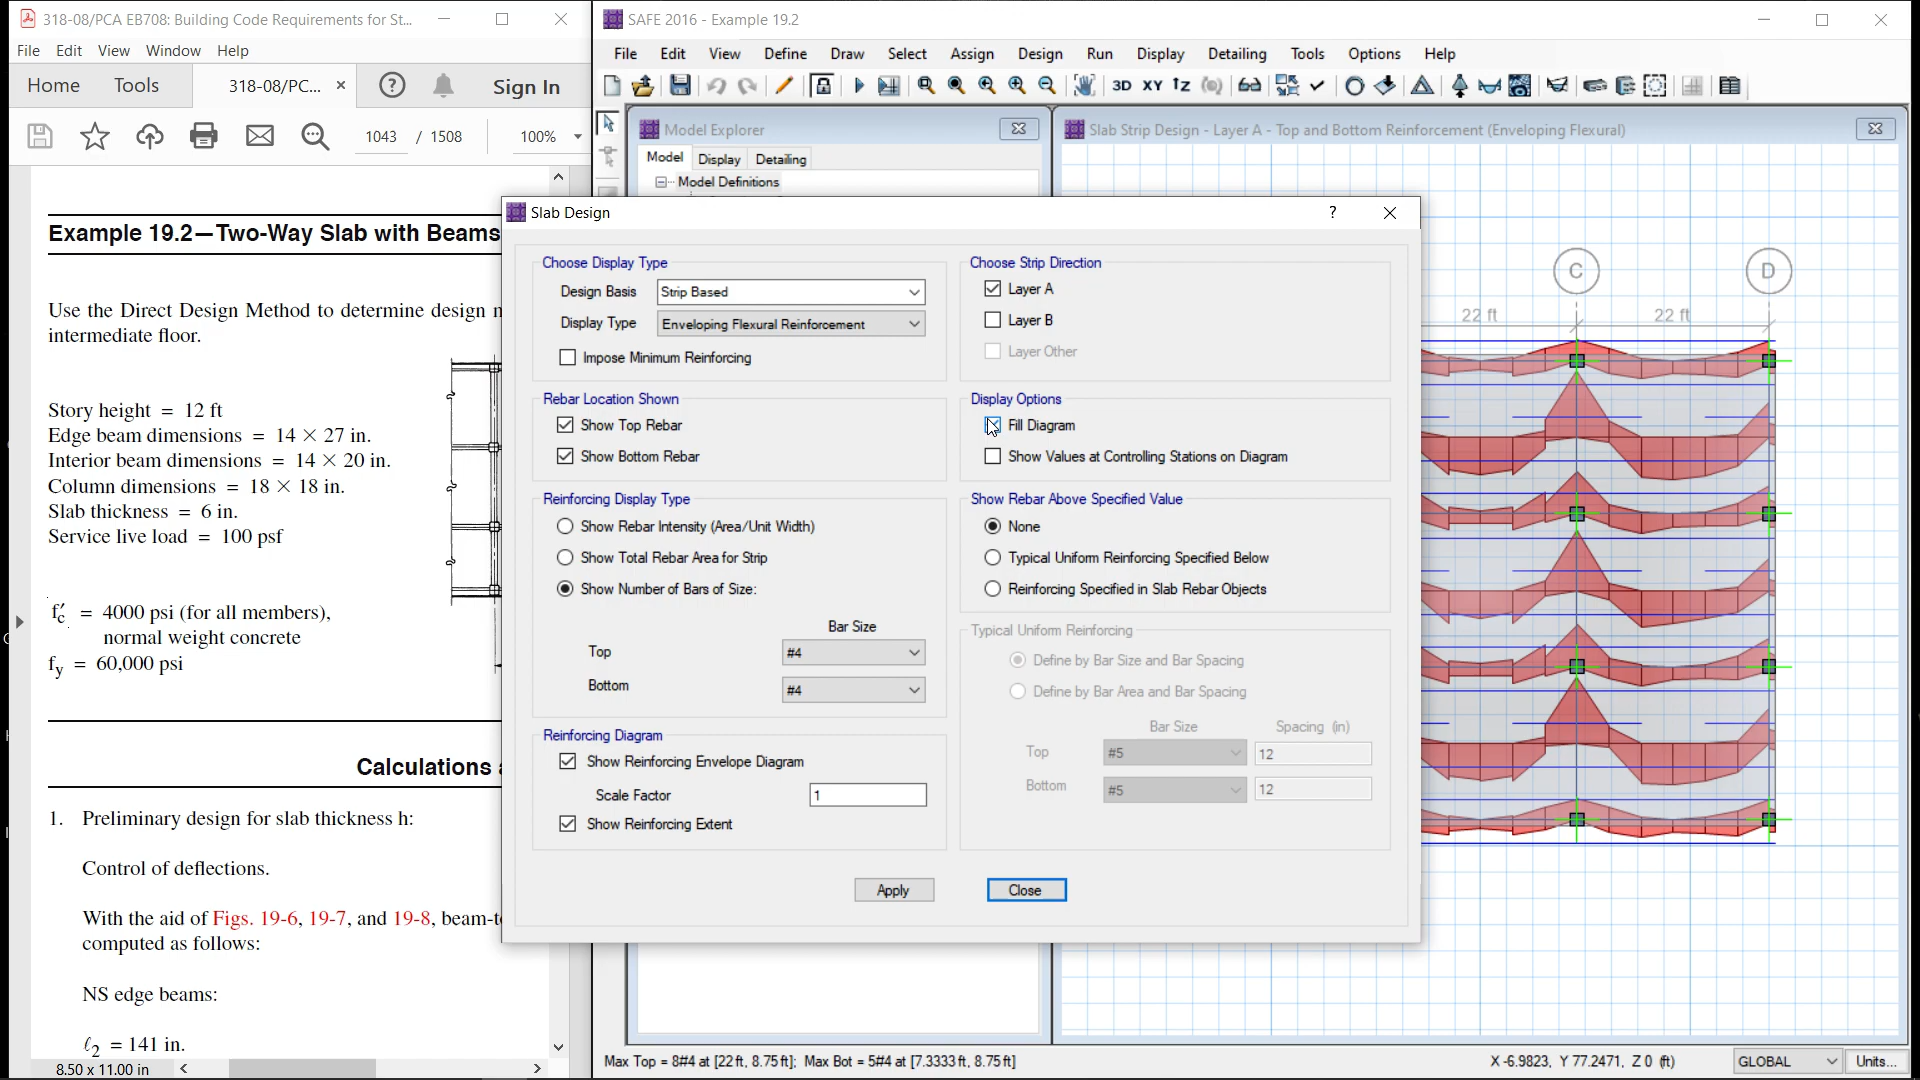 318-08/PCA EB708: Building Code Requirements for St...
File Edit View Window Help
Home Tools 318-08/PC... × ? Sign In
1043 / 1508 100%
Example 19.2—Two-Way Slab with Beams
Use the Direct Design Method to determine design
intermediate floor.
Story height = 12 ft
Edge beam dimensions = 14 × 27 in.
Interior beam dimensions = 14 × 20 in.
Column dimensions = 18 × 18 in.
Slab thickness = 6 in.
Service live load = 100 psf
f′c = 4000 psi (for all members),
normal weight concrete
fy = 60,000 psi
Calculations
1. Preliminary design for slab thickness h:
Control of deflections.
With the aid of Figs. 19-6, 19-7, and 19-8, beam-t
computed as follows:
NS edge beams:
ℓ2 = 141 in.
8.50 x 11.00 in
SAFE 2016 - Example 19.2
File Edit View Define Draw Select Assign Design Run Display Detailing Tools Options Help
3D XY
Model Explorer
Model Display Detailing
Model Definitions
Slab Strip Design - Layer A - Top and Bottom Reinforcement (Enveloping Flexural)
C D
22 ft 22 ft
Slab Design ?
Choose Display Type
Design Basis Strip Based
Display Type Enveloping Flexural Reinforcement
Impose Minimum Reinforcing
Rebar Location Shown
Show Top Rebar
Show Bottom Rebar
Reinforcing Display Type
Show Rebar Intensity (Area/Unit Width)
Show Total Rebar Area for Strip
Show Number of Bars of Size:
Bar Size
Top #4
Bottom #4
Reinforcing Diagram
Show Reinforcing Envelope Diagram
Scale Factor 1
Show Reinforcing Extent
Choose Strip Direction
Layer A
Layer B
Layer Other
Display Options
Fill Diagram
Show Values at Controlling Stations on Diagram
Show Rebar Above Specified Value
None
Typical Uniform Reinforcing Specified Below
Reinforcing Specified in Slab Rebar Objects
Typical Uniform Reinforcing
Define by Bar Size and Bar Spacing
Define by Bar Area and Bar Spacing
Bar Size Spacing (in)
Top #5 12
Bottom #5 12
Apply Close
Max Top = 8#4 at [22 ft, 8.75 ft]; Max Bot = 5#4 at [7.3333 ft, 8.75 ft]
X -6.9823, Y 77.2471, Z 0 (ft) GLOBAL Units...